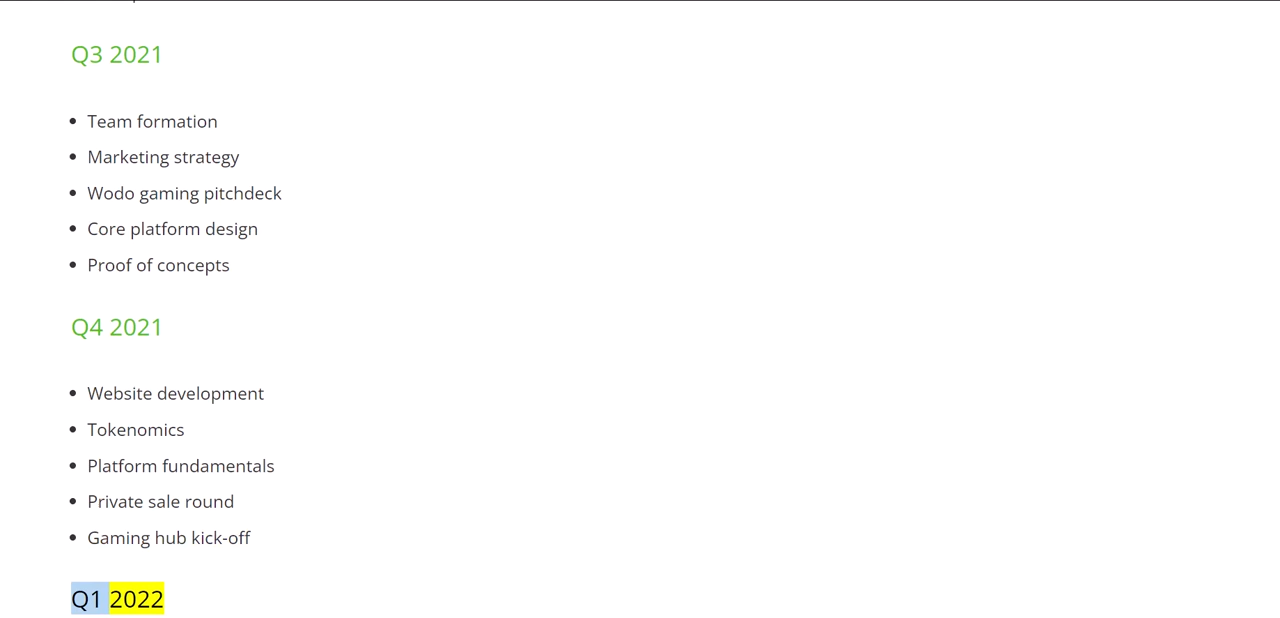 Q3 2021
Team formation
Marketing strategy
Wodo gaming pitchdeck
Core platform design
Proof of concepts
Q4 2021
Website development
Tokenomics
Platform fundamentals
Private sale round
Gaming hub kick-off
Q1 2022